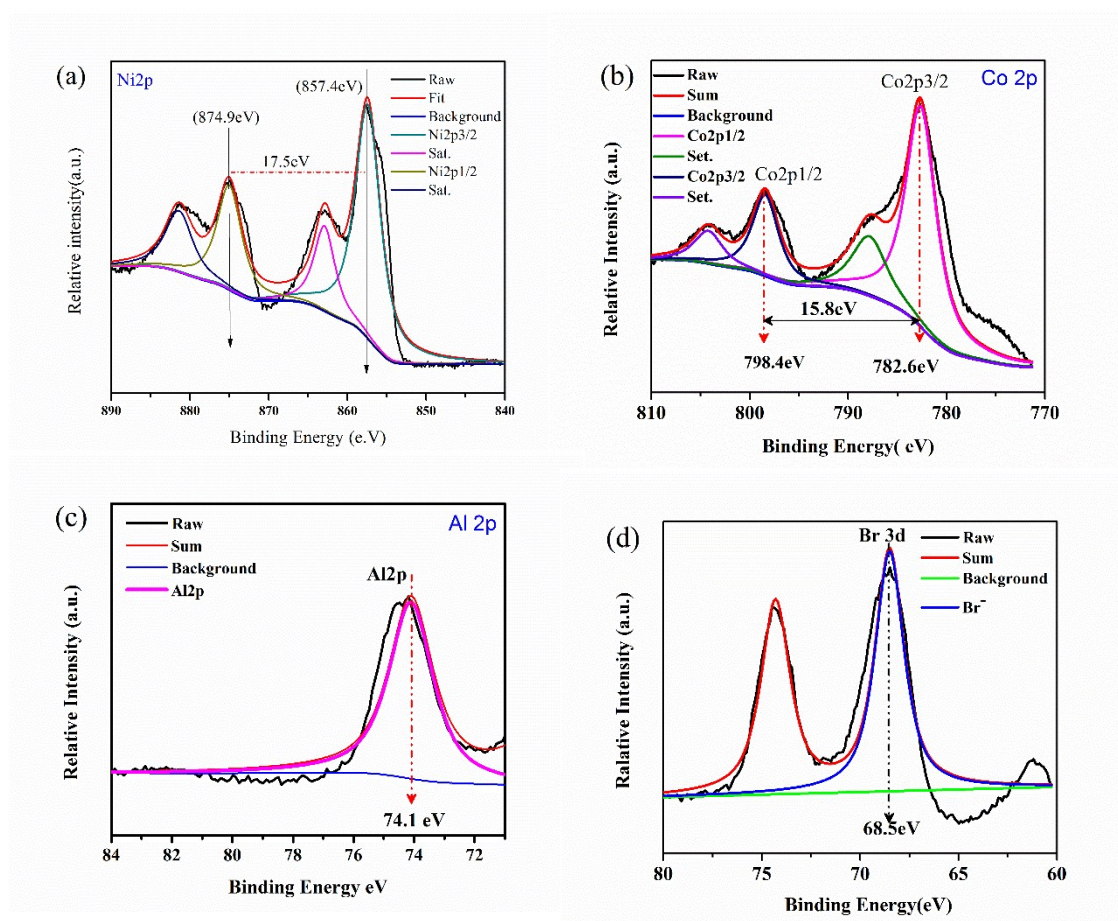 (a)
Ni2p
(874.9eV)
(857.4eV)
17.5eV
Raw
Fit
Background
Ni2p3/2
Sat.
Ni2p1/2
Sat.
Relative intensity(a.u.)
890 880 870 860 850 840
Binding Energy (e.V)
(b)
Co 2p
Raw
Sum
Background
Co2p1/2
Set.
Co2p3/2
Set.
Co2p3/2
Co2p1/2
15.8eV
798.4eV
782.6eV
Relative Intensity (a.u.)
810 800 790 780 770
Binding Energy( eV)
(c)
Al 2p
Raw
Sum
Background
Al2p
Al2p
74.1 eV
Relative Intensity (a.u.)
84 82 80 78 76 74 72
Binding Energy eV
(d)
Br 3d
Raw
Sum
Background
Br⁻
68.5eV
Ralative Intensity (a.u.)
80 75 70 65 60
Binding Energy(eV)